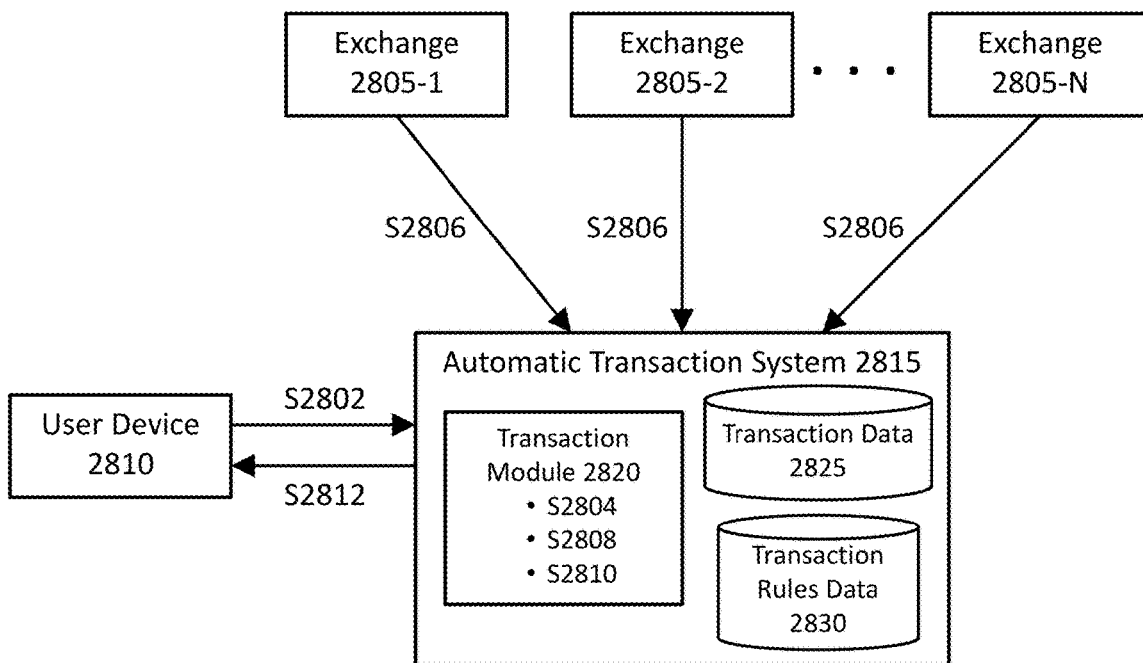 Exchange
2805-1
Exchange
2805-2
. . .
Exchange
2805-N
S2806
S2806
S2806
Automatic Transaction System 2815
S2802
User Device
2810
S2812
Transaction
Module 2820
• S2804
• S2808
• S2810
Transaction Data
2825
Transaction
Rules Data
2830